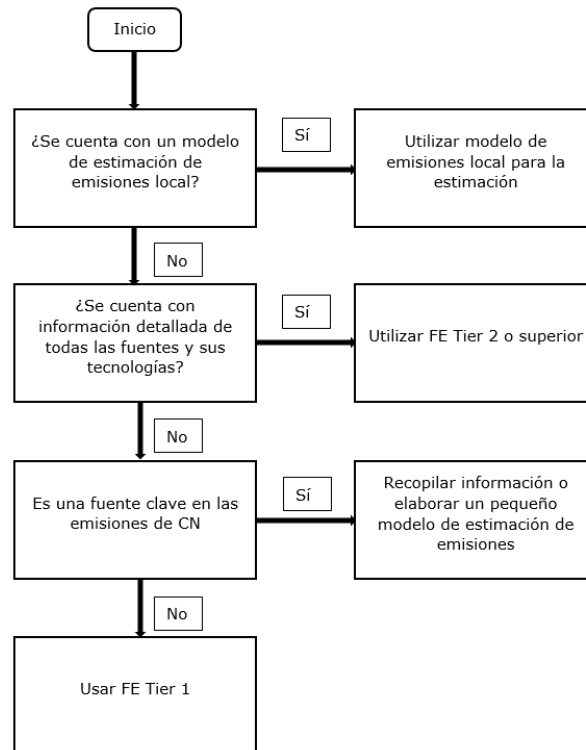 Inicio
¿Se cuenta con un modelo
de estimación de
emisiones local?
Sí
Utilizar modelo de
emisiones local para la
estimación
No
¿Se cuenta con
información detallada de
todas las fuentes y sus
tecnologías?
Sí
Utilizar FE Tier 2 o superior
No
Es una fuente clave en las
emisiones de CN
Sí
Recopilar información o
elaborar un pequeño
modelo de estimación de
emisiones
No
Usar FE Tier 1